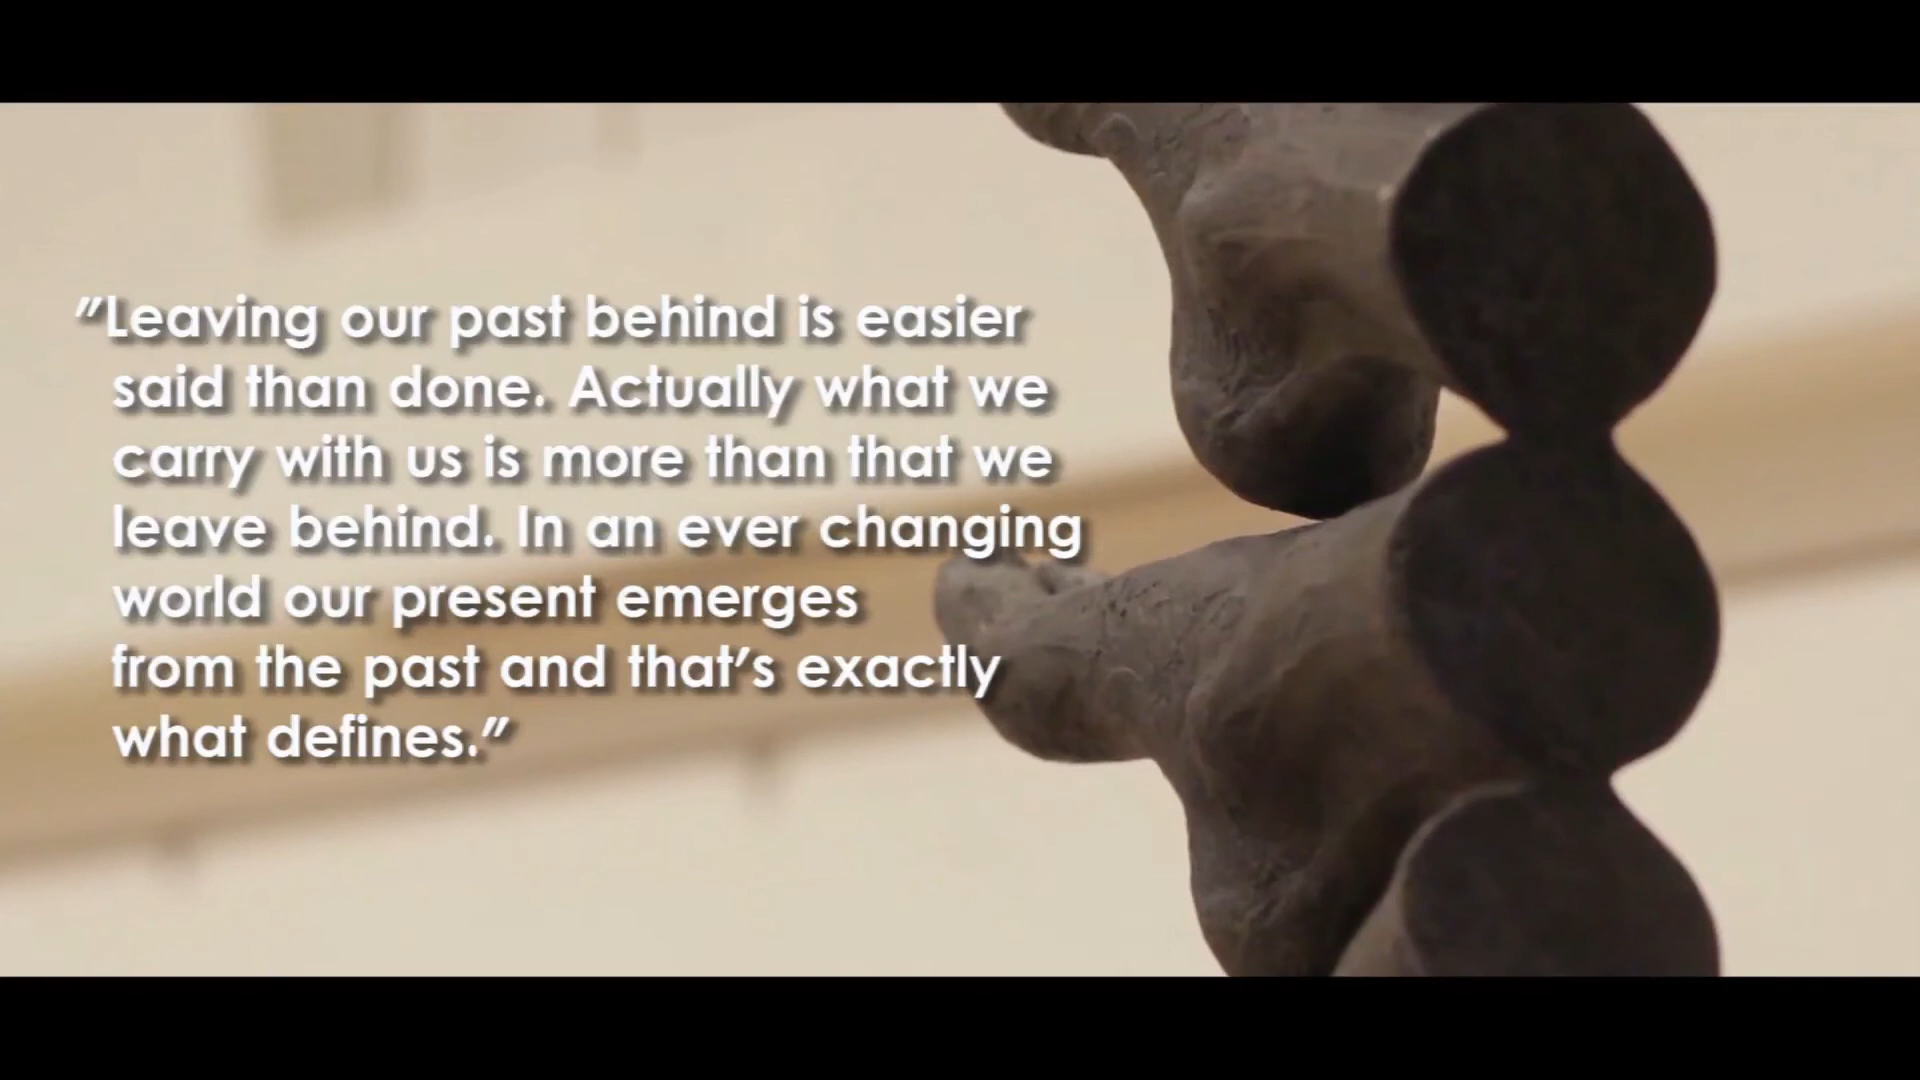 "Leaving our past behind is easier
said than done. Actually what we
carry with us is more than that we
leave behind. In an ever changing
world our present emerges
from the past and that's exactly
what defines."